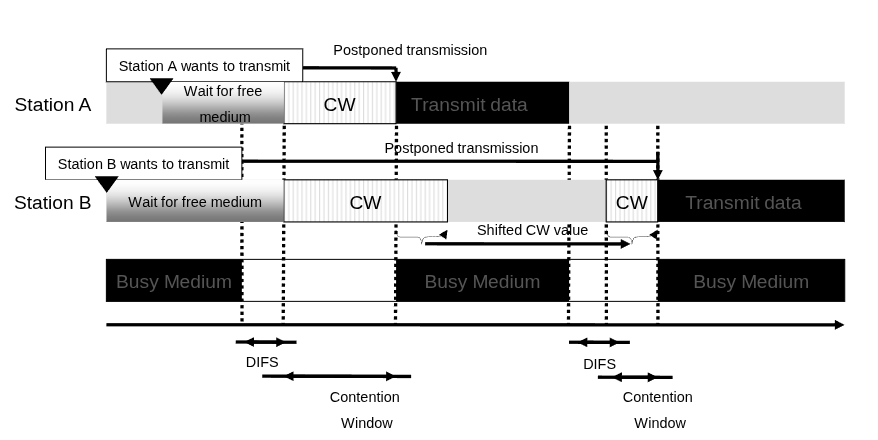 Postponed transmission
Station A wants to transmit
Wait for free
medium
Station A
CW
Transmit data
Postponed transmission
Station B wants to transmit
Station B
Wait for free medium
CW
CW
Transmit data
Shifted CW value
Busy Medium
Busy Medium
Busy Medium
DIFS
DIFS
Contention
Window
Contention
Window